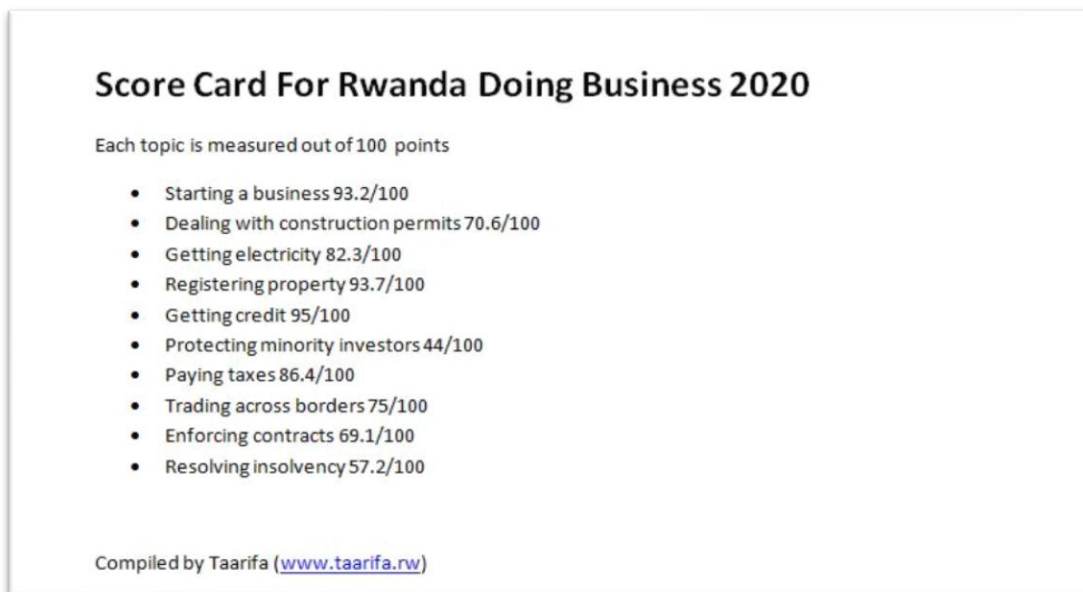 Score Card For Rwanda Doing Business 2020
Each topic is measured out of 100 points
• Starting a business 93.2/100
• Dealing with construction permits 70.6/100
• Getting electricity 82.3/100
• Registering property 93.7/100
• Getting credit 95/100
• Protecting minority investors 44/100
• Paying taxes 86.4/100
• Trading across borders 75/100
• Enforcing contracts 69.1/100
• Resolving insolvency 57.2/100
Compiled by Taarifa (www.taarifa.rw)